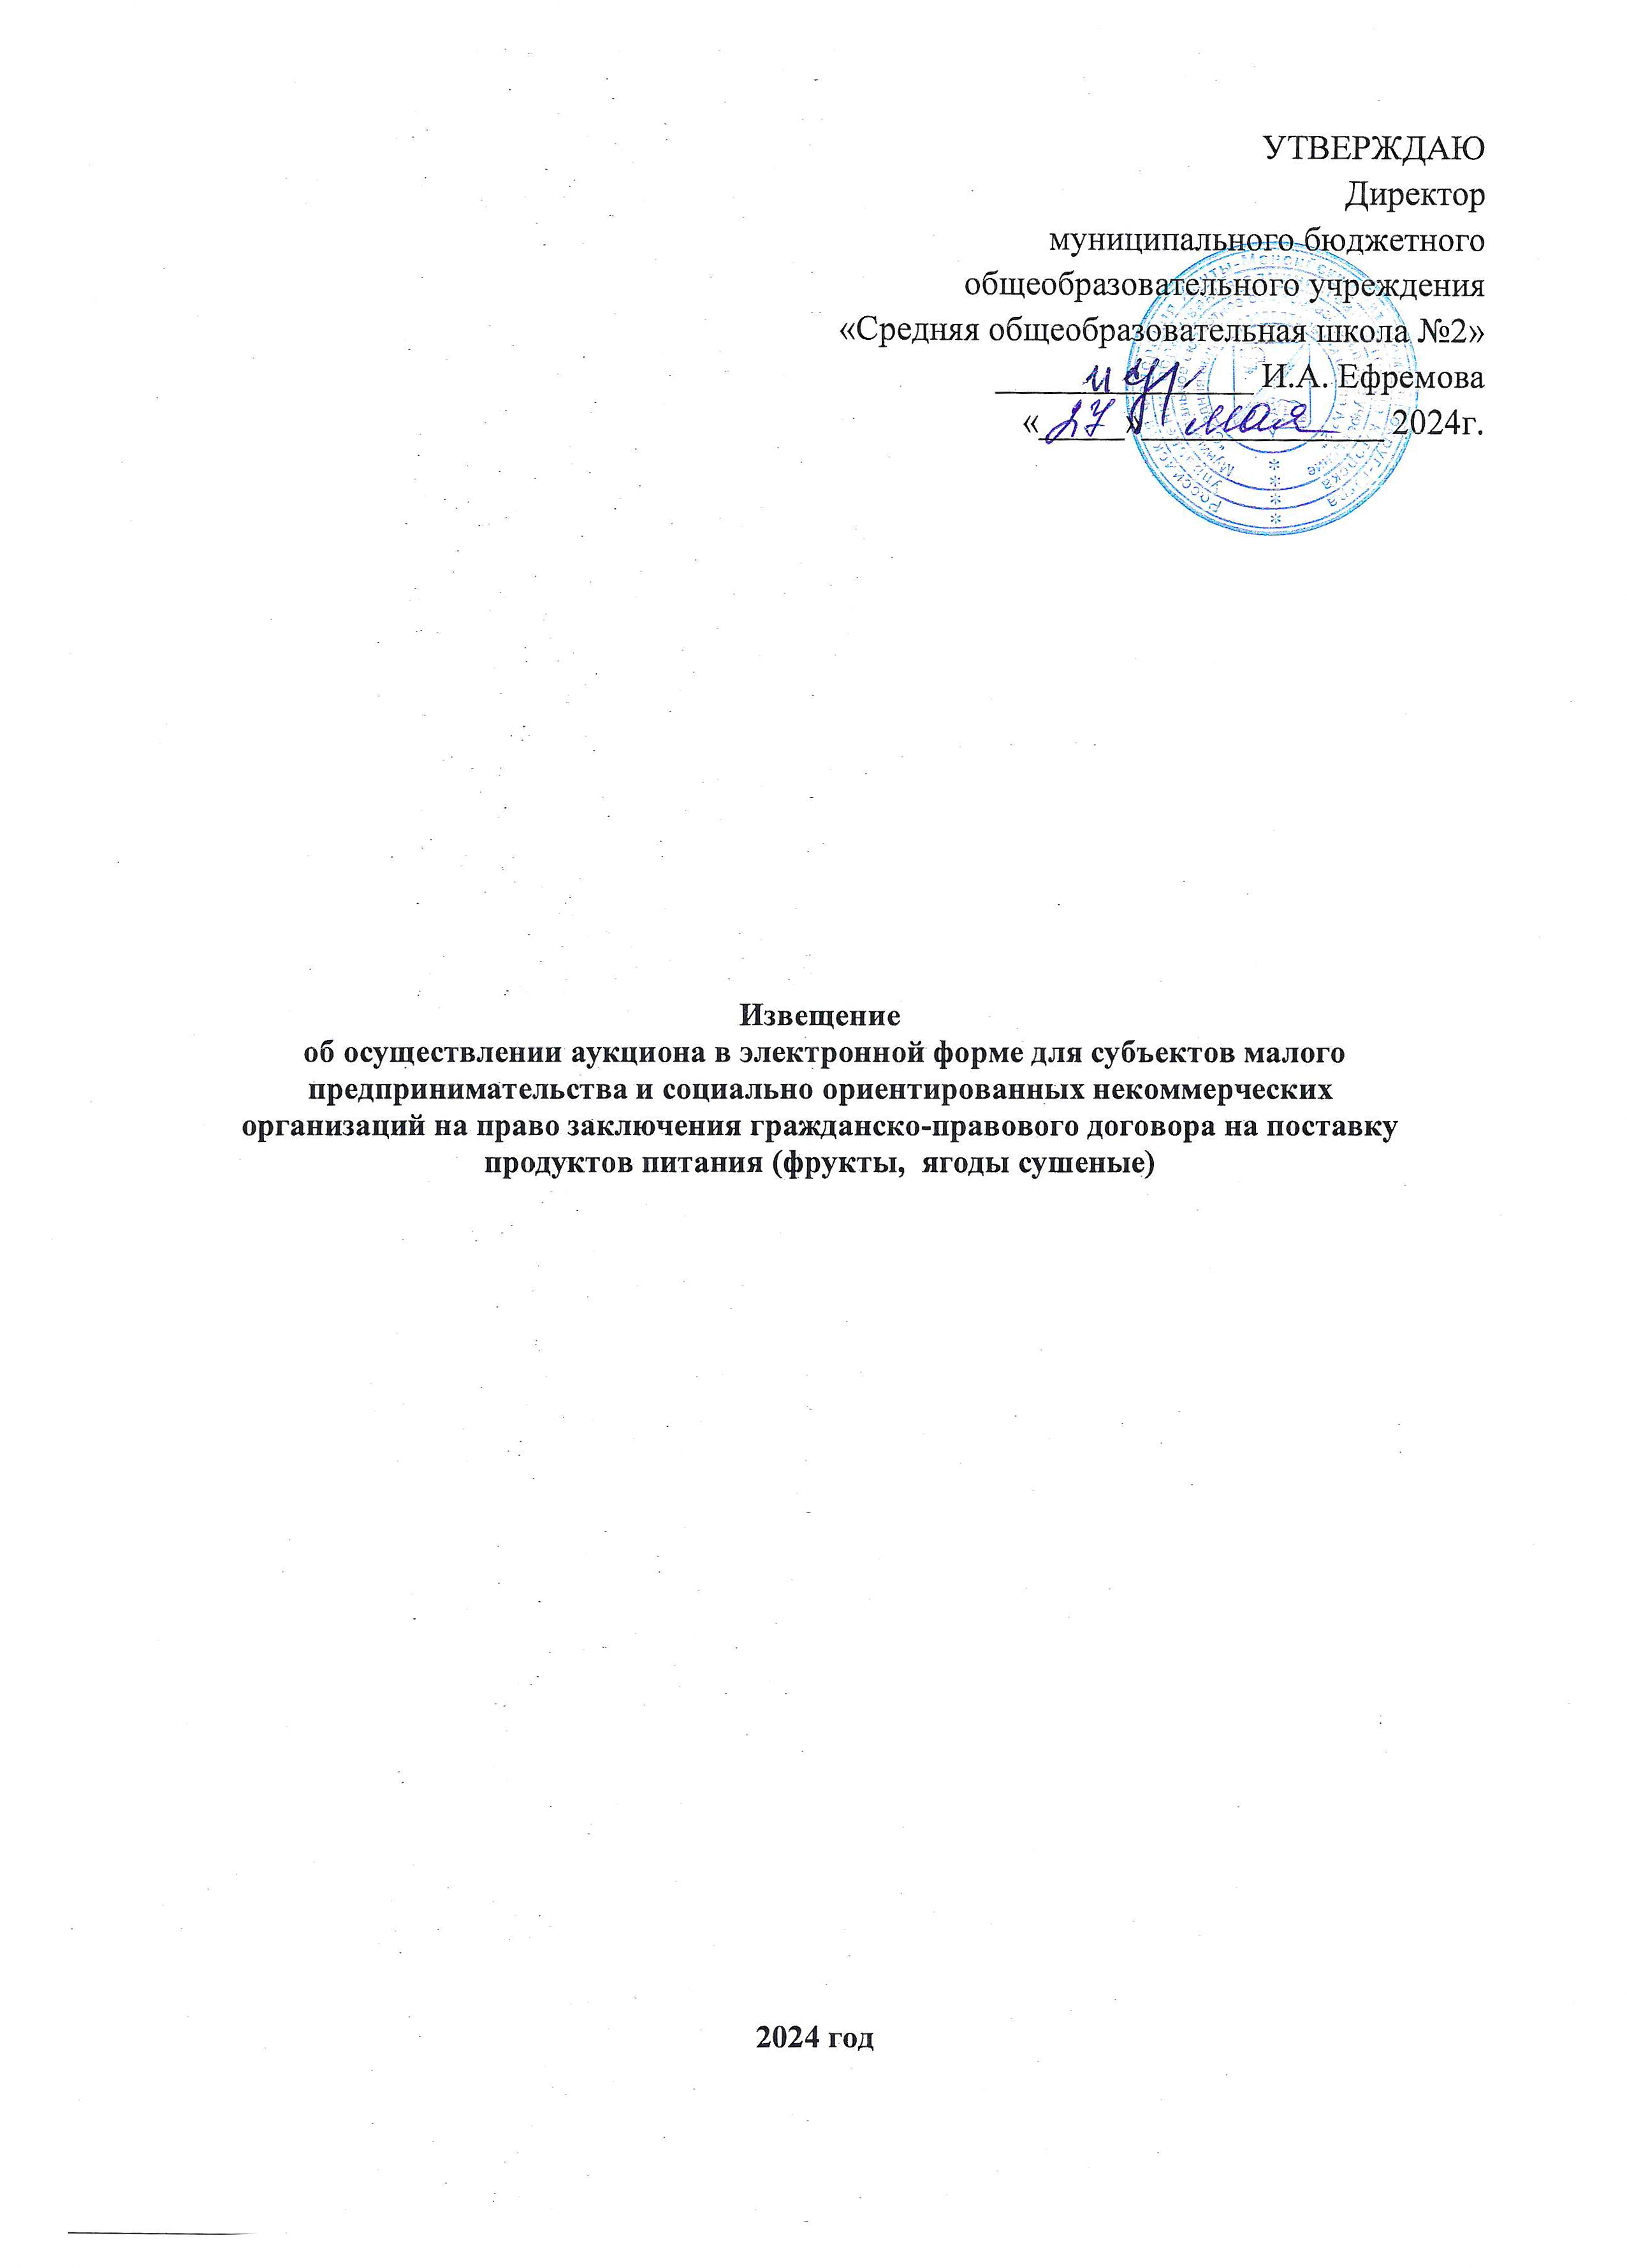 УТВЕРЖДАЮ
Директор
муниципального бюджетного
общеобразовательного учреждения
«Средняя общеобразовательная школа №2»
И.А. Ефремова
« 27 » мая 2024г.
Извещение
об осуществлении аукциона в электронной форме для субъектов малого
предпринимательства и социально ориентированных некоммерческих
организаций на право заключения гражданско-правового договора на поставку
продуктов питания (фрукты, ягоды сушеные)
2024 год